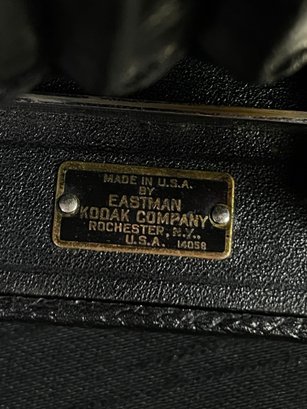 MADE IN U.S.A.
BY
EASTMAN
KODAK COMPANY
ROCHESTER, N.Y.,
U.S.A. 14058